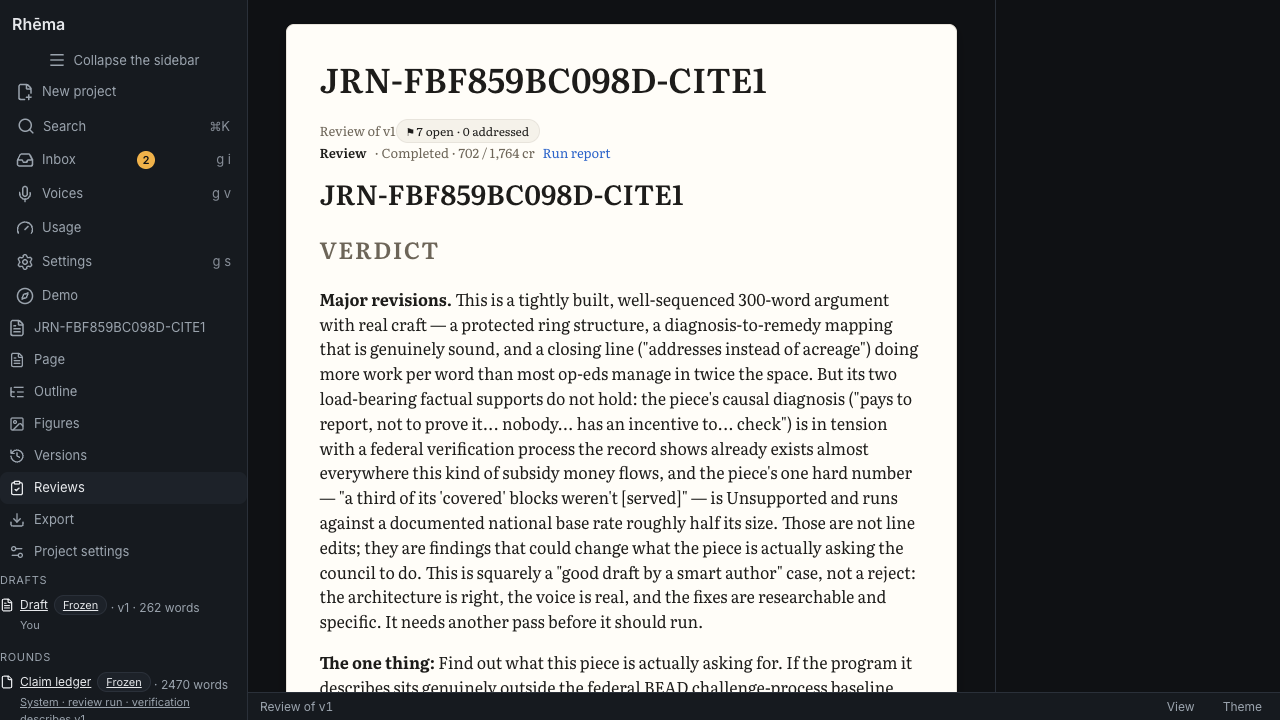 Rhēma
Collapse the sidebar
New project
Search ⌘K
Inbox 2 g i
Voices g v
Usage
Settings g s
Demo
JRN-FBF859BC098D-CITE1
Page
Outline
Figures
Versions
Reviews
Export
Project settings
DRAFTS
Draft Frozen · v1 · 262 words
You
ROUNDS
Claim ledger Frozen · 2470 words
System · review run · verification
describes v1
JRN-FBF859BC098D-CITE1
Review of v1 ⚑ 7 open · 0 addressed
Review · Completed · 702 / 1,764 cr Run report
JRN-FBF859BC098D-CITE1
VERDICT
Major revisions. This is a tightly built, well-sequenced 300-word argument
with real craft — a protected ring structure, a diagnosis-to-remedy mapping
that is genuinely sound, and a closing line ("addresses instead of acreage") doing
more work per word than most op-eds manage in twice the space. But its two
load-bearing factual supports do not hold: the piece's causal diagnosis ("pays to
report, not to prove it… nobody… has an incentive to… check") is in tension
with a federal verification process the record shows already exists almost
everywhere this kind of subsidy money flows, and the piece's one hard number
— "a third of its 'covered' blocks weren't [served]" — is Unsupported and runs
against a documented national base rate roughly half its size. Those are not line
edits; they are findings that could change what the piece is actually asking the
council to do. This is squarely a "good draft by a smart author" case, not a reject:
the architecture is right, the voice is real, and the fixes are researchable and
specific. It needs another pass before it should run.
The one thing: Find out what this piece is actually asking for. If the program it
describes sits genuinely outside the federal BEAD challenge-process baseline
Review of v1
View Theme